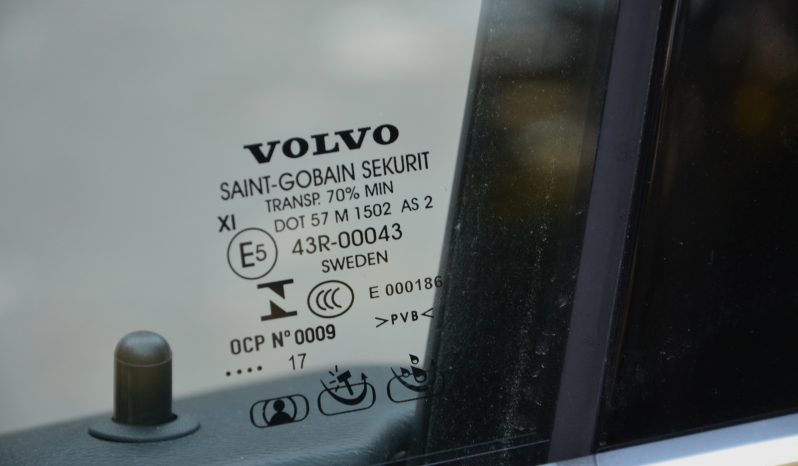 VOLVO
SAINT-GOBAIN SEKURIT
TRANSP. 70% MIN
XI DOT 57 M 1502 AS 2
E5 43R-00043
SWEDEN
CCC E 000186
OCP N° 0009 >PVB<
.... 17